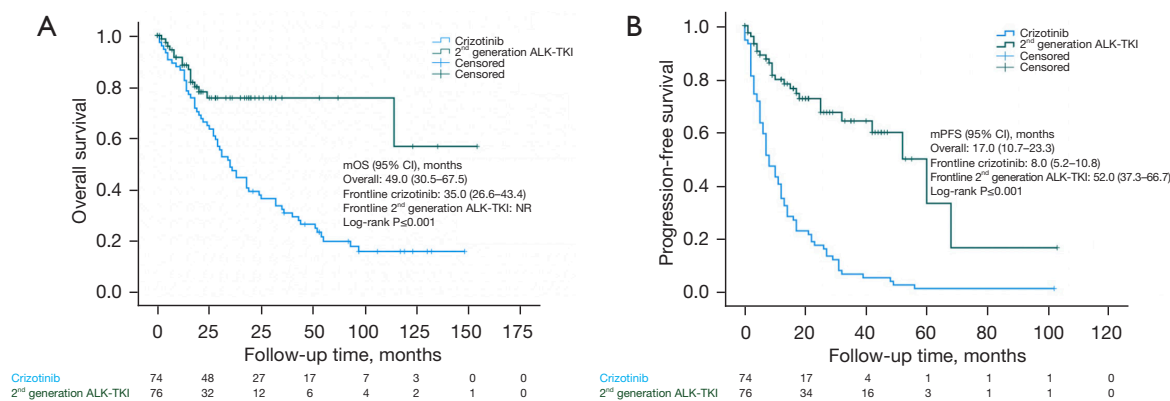 A
Overall survival
1.0
0.8
0.6
0.4
0.2
0.0
Crizotinib
2nd generation ALK-TKI
Censored
Censored
mOS (95% CI), months
Overall: 49.0 (30.5–67.5)
Frontline crizotinib: 35.0 (26.6–43.4)
Frontline 2nd generation ALK-TKI: NR
Log-rank P≤0.001
0 25 25 50 100 125 150 175
Follow-up time, months
Crizotinib 74 48 27 17 7 3 0 0
2nd generation ALK-TKI 76 32 12 6 4 2 1 0
B
Progression-free survival
1.0
0.8
0.6
0.4
0.2
0.0
Crizotinib
2nd generation ALK-TKI
Censored
Censored
mPFS (95% CI), months
Overall: 17.0 (10.7–23.3)
Frontline crizotinib: 8.0 (5.2–10.8)
Frontline 2nd generation ALK-TKI: 52.0 (37.3–66.7)
Log-rank P≤0.001
0 20 40 60 80 100 120
Follow-up time, months
Crizotinib 74 17 4 1 1 1 0
2nd generation ALK-TKI 76 34 16 3 1 1 0